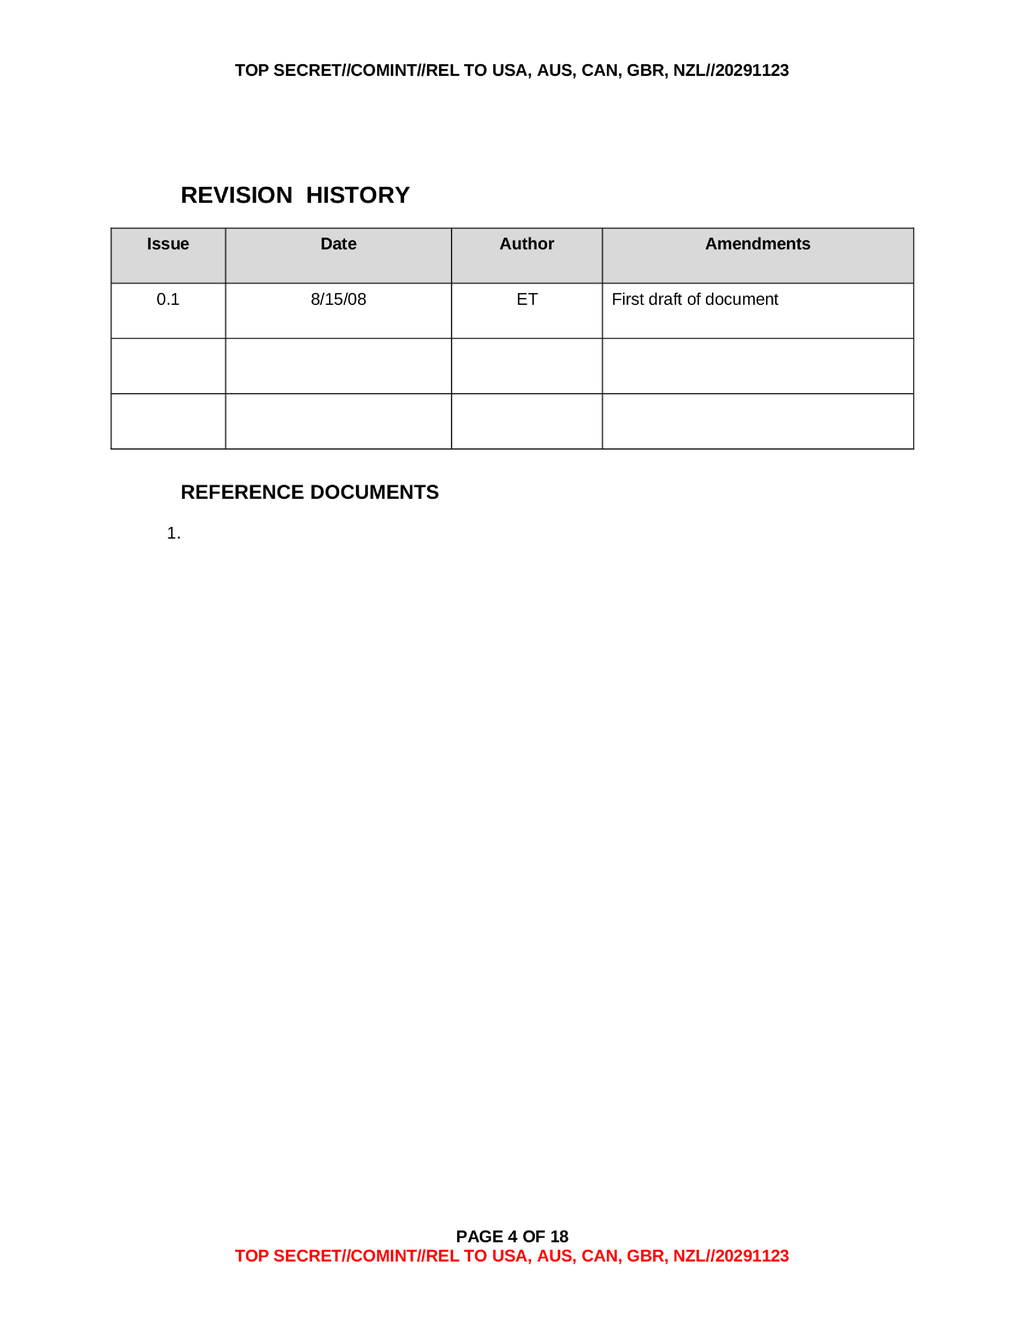 TOP SECRET//COMINT//REL TO USA, AUS, CAN, GBR, NZL//20291123
REVISION HISTORY
Issue Date Author Amendments
0.1 8/15/08 ET First draft of document
REFERENCE DOCUMENTS
1.
PAGE 4 OF 18
TOP SECRET//COMINT//REL TO USA, AUS, CAN, GBR, NZL//20291123